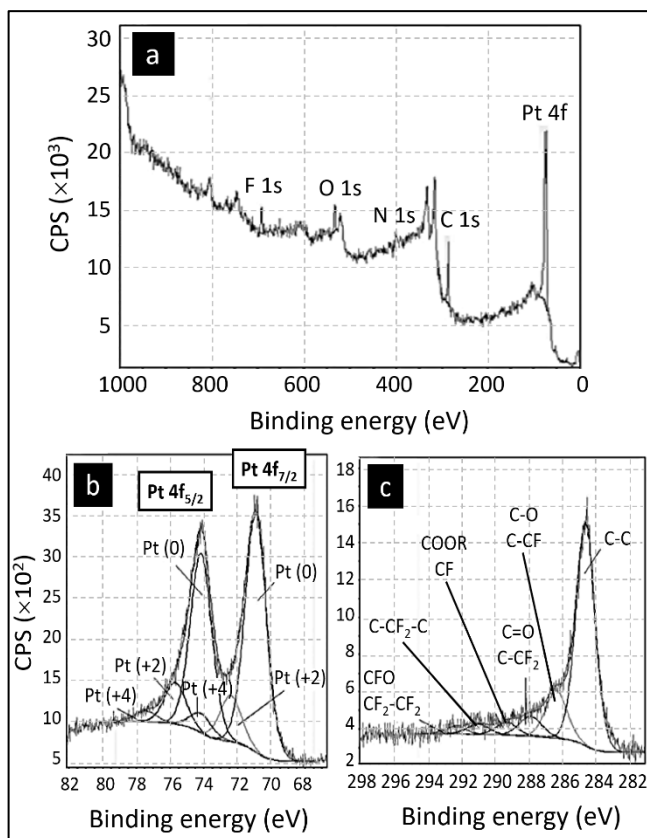 a
30
25
20
15
10
5
CPS (×10³)
F 1s
O 1s
N 1s
C 1s
Pt 4f
1000 800 600 400 200 0
Binding energy (eV)
b
40
35
30
25
20
15
10
5
CPS (×10²)
Pt 4f5/2
Pt 4f7/2
Pt (0)
Pt (0)
Pt (+2)
Pt (+4)
Pt (+4)
Pt (+2)
82 80 78 76 74 72 70 68
Binding energy (eV)
c
18
16
14
12
10
8
6
4
2
C-O
C-CF
COOR
CF
C-C
C-CF₂-C
C=O
C-CF₂
CFO
CF₂-CF₂
298 296 294 292 290 288 286 284 282
Binding energy (eV)